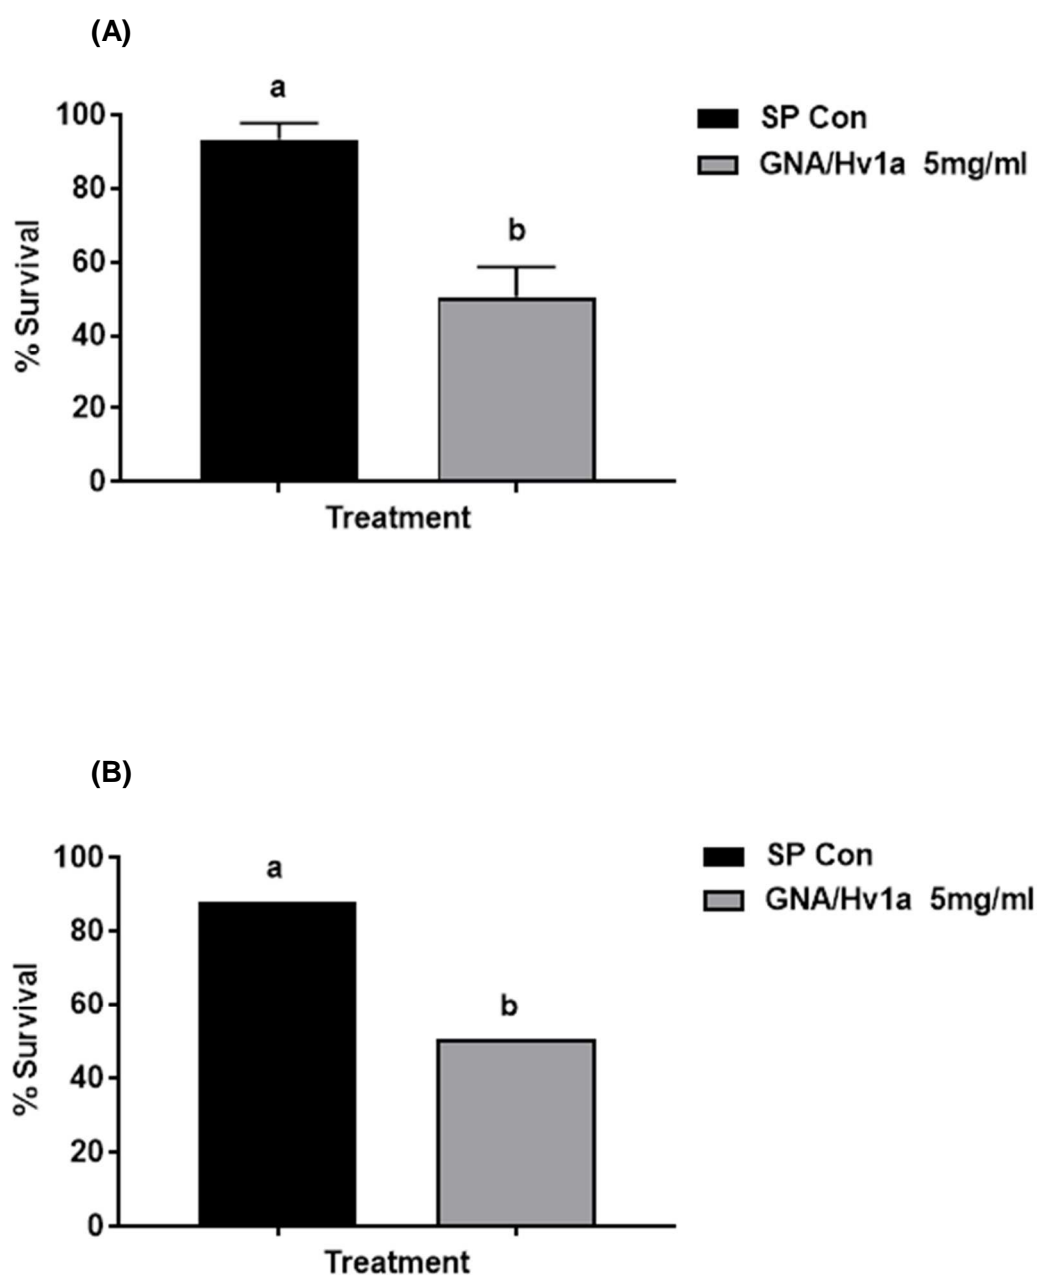 (A)
a
100
80
60
40
20
0
% Survival
b
Treatment
SP Con
GNA/Hv1a 5mg/ml
(B)
a
100
80
60
40
20
0
% Survival
b
Treatment
SP Con
GNA/Hv1a 5mg/ml